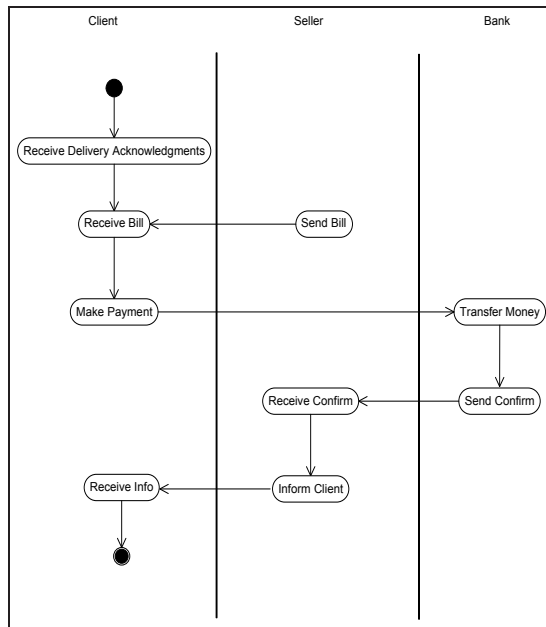 Client Seller Bank
Receive Delivery Acknowledgments
Receive Bill Send Bill
Make Payment Transfer Money
Receive Confirm Send Confirm
Receive Info Inform Client